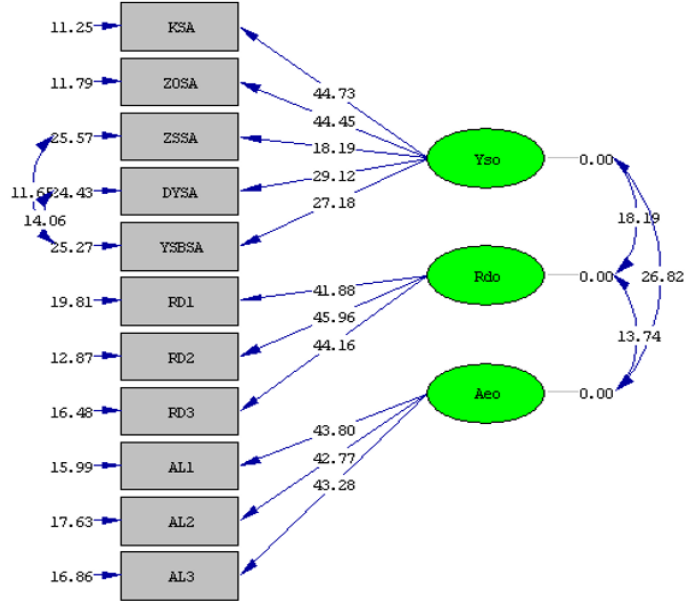 11.25 KSA
11.79 ZOSA
44.73
44.45
25.57 ZSSA
18.19
Yso 0.00
11.65 24.43 DYSA
29.12
14.06
27.18
18.19
25.27 YSBSA
Rdo 0.00 26.82
19.81 RD1
41.88
45.96
44.16
13.74
12.87 RD2
Aeo 0.00
16.48 RD3
43.80
42.77
43.28
15.99 AL1
17.63 AL2
16.86 AL3